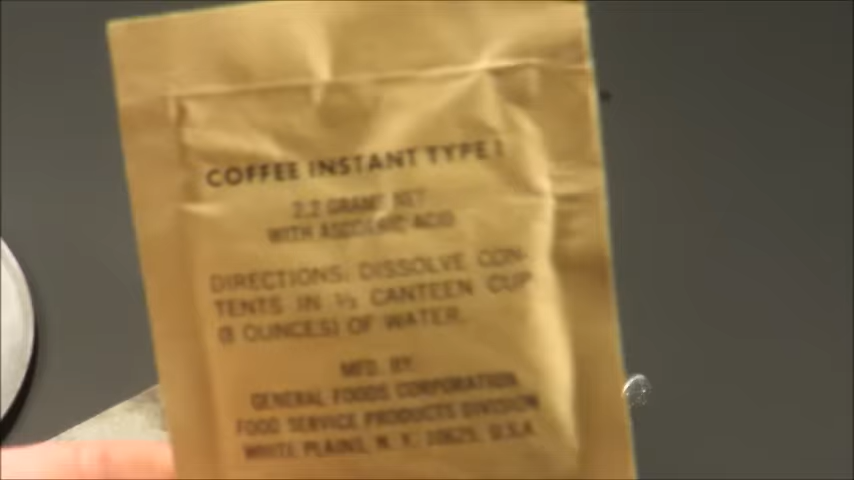 COFFEE INSTANT TYPE I
2.2 GRAMS NET
WITH ASCORBIC ACID
DIRECTIONS: DISSOLVE CON-
TENTS IN ½ CANTEEN CUP
(8 OUNCES) OF WATER.
MFD. BY:
GENERAL FOODS CORPORATION
FOOD SERVICE PRODUCTS DIVISION
WHITE PLAINS, N. Y. 10625, U.S.A.